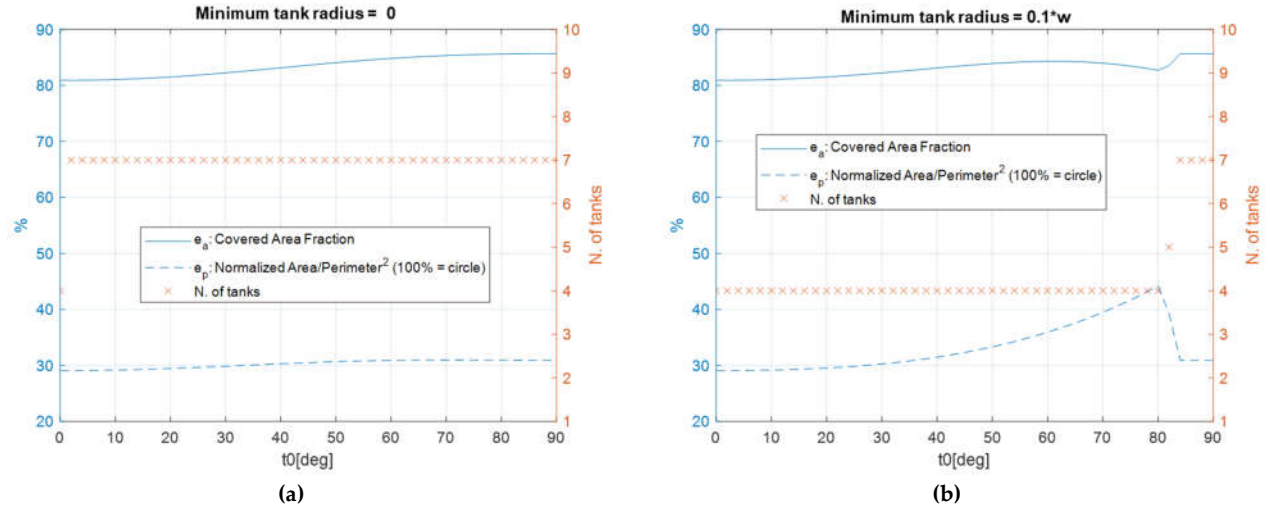 Minimum tank radius = 0
90
80
70
60
50
40
30
20
%
10
9
8
7
6
5
4
3
2
1
N. of tanks
e_a: Covered Area Fraction
e_p: Normalized Area/Perimeter² (100% = circle)
N. of tanks
0 10 20 30 40 50 60 70 80 90
t0[deg]
(a)
Minimum tank radius = 0.1*w
90
80
70
60
50
40
30
20
%
10
9
8
7
6
5
4
3
2
1
N. of tanks
e_a: Covered Area Fraction
e_p: Normalized Area/Perimeter² (100% = circle)
N. of tanks
0 10 20 30 40 50 60 70 80 90
t0[deg]
(b)